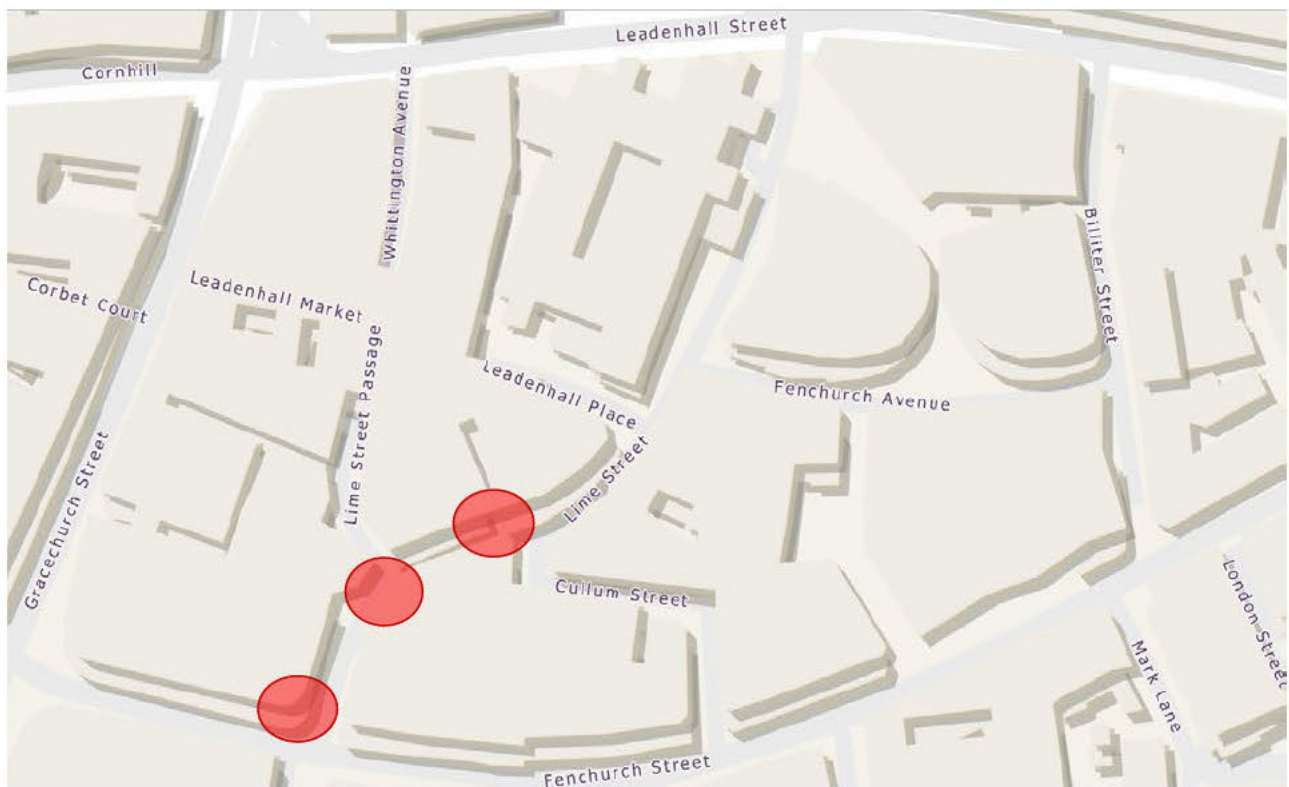 Leadenhall Street
Cornhill
Whittington Avenue
Billiter Street
Leadenhall Market
Corbet Court
Lime Street Passage
Leadenhall Place
Fenchurch Avenue
Lime Street
Gracechurch Street
Cullum Street
London Street
Mark Lane
Fenchurch Street